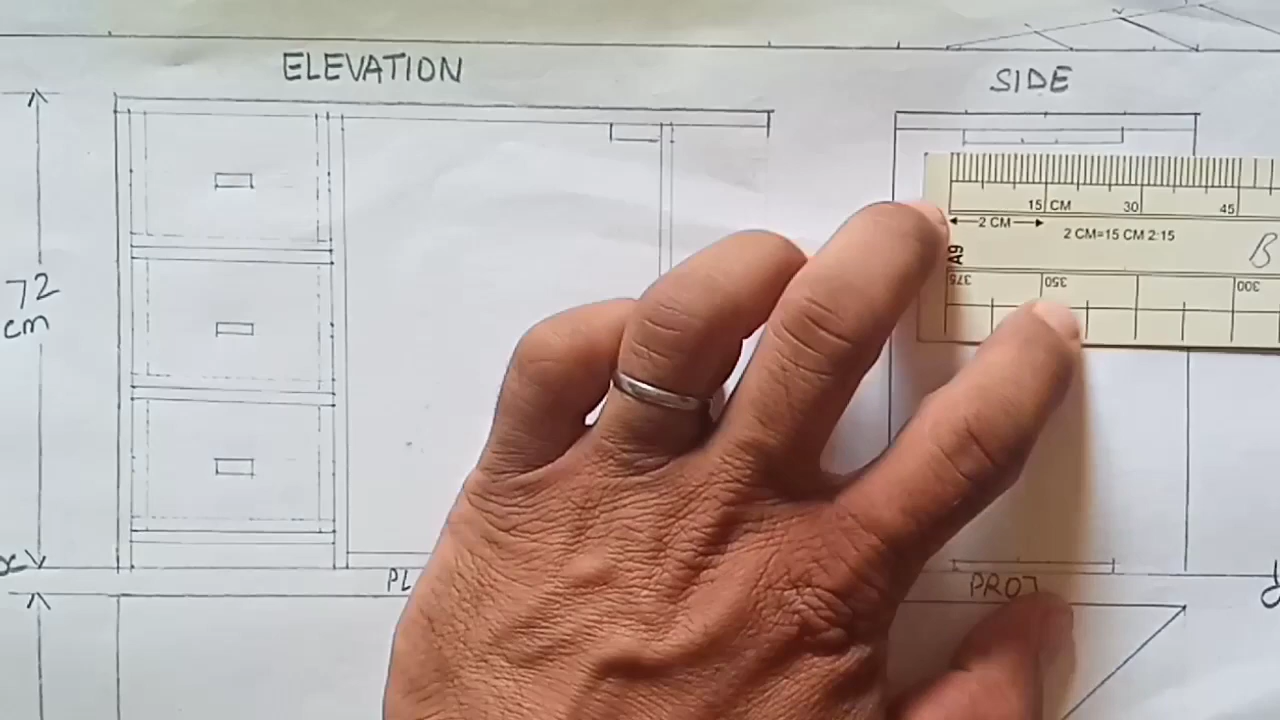 ELEVATION
SIDE
72
cm
15 CM 30 45
2 CM
2 CM=15 CM 2:15
A9
B
375 350 300
PL
PROJ